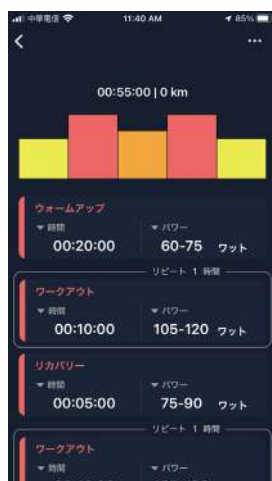 中華電信 11:40 AM 85%
00:55:00 | 0 km
ウォームアップ
時間 パワー
00:20:00 60-75 ワット
リピート 1 時間
ワークアウト
時間 パワー
00:10:00 105-120 ワット
リカバリー
時間 パワー
00:05:00 75-90 ワット
リピート 1 時間
ワークアウト
時間 パワー